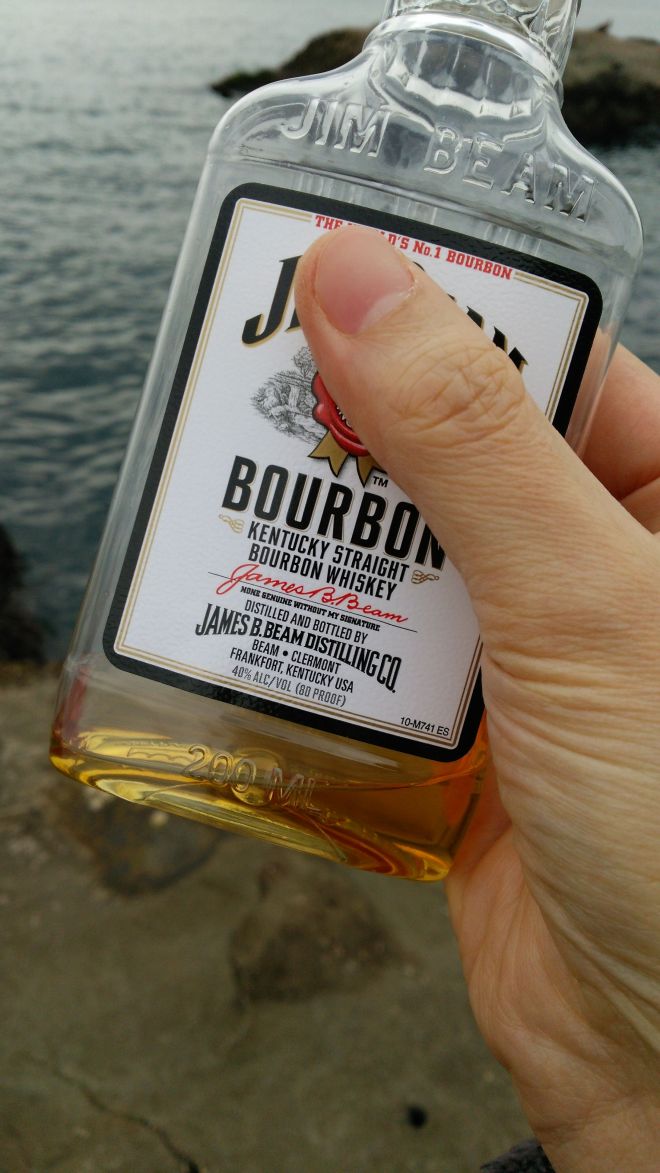 JIM BEAM
THE D'S No.1 BOURBON
J AM
TM
BOURBON
KENTUCKY STRAIGHT
BOURBON WHISKEY
James B. Beam
NONE GENUINE WITHOUT MY SIGNATURE
DISTILLED AND BOTTLED BY
JAMES B. BEAM DISTILLING CO.
BEAM • CLERMONT
FRANKFORT, KENTUCKY USA
40% ALC/VOL (80 PROOF)
10-M741 ES
200 ML